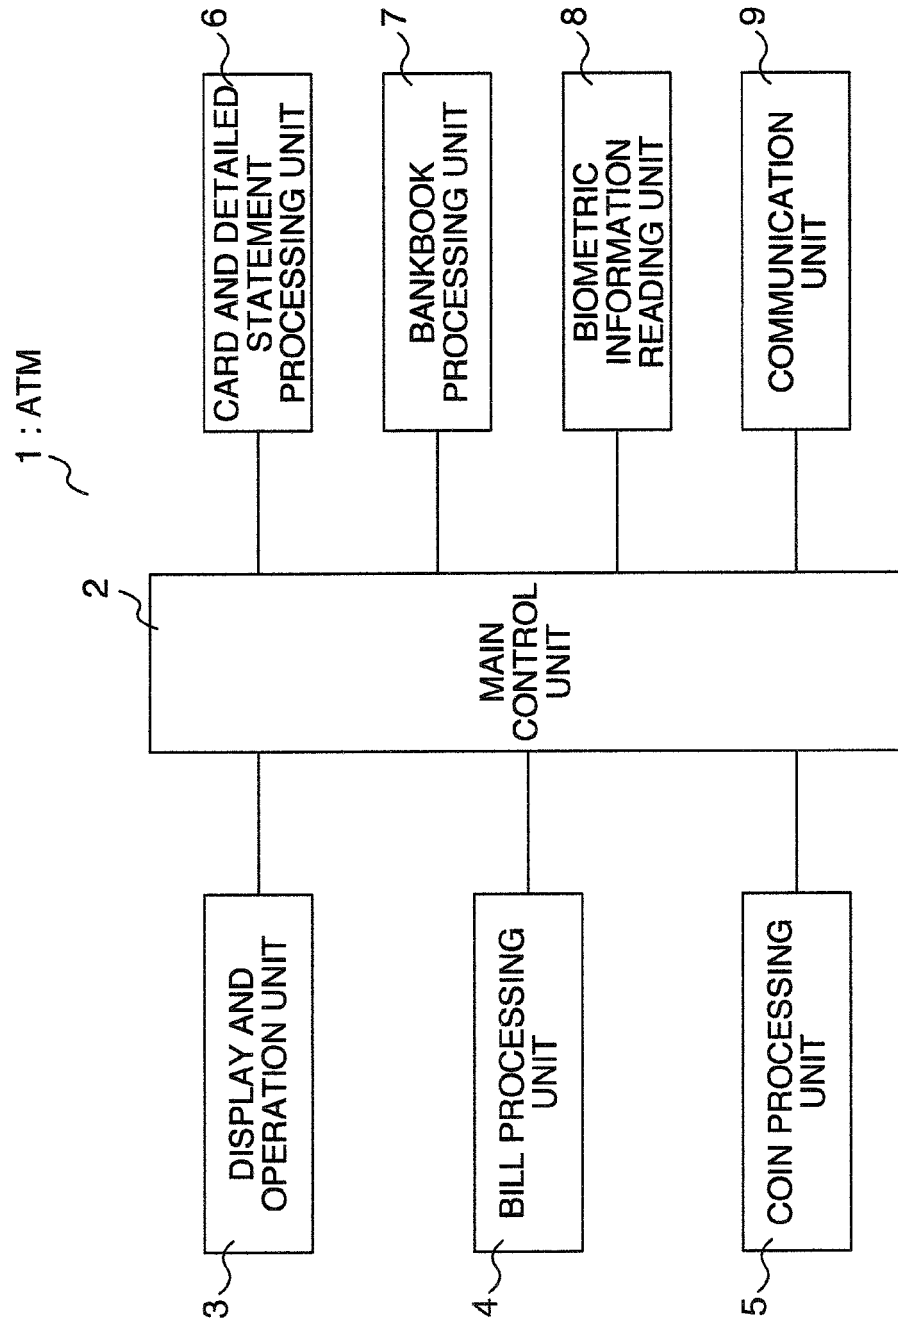 1 : ATM
2
MAIN
CONTROL
UNIT
3
DISPLAY AND
OPERATION UNIT
4
BILL PROCESSING
UNIT
5
COIN PROCESSING
UNIT
6
CARD AND DETAILED
STATEMENT
PROCESSING UNIT
7
BANKBOOK
PROCESSING UNIT
8
BIOMETRIC
INFORMATION
READING UNIT
9
COMMUNICATION
UNIT